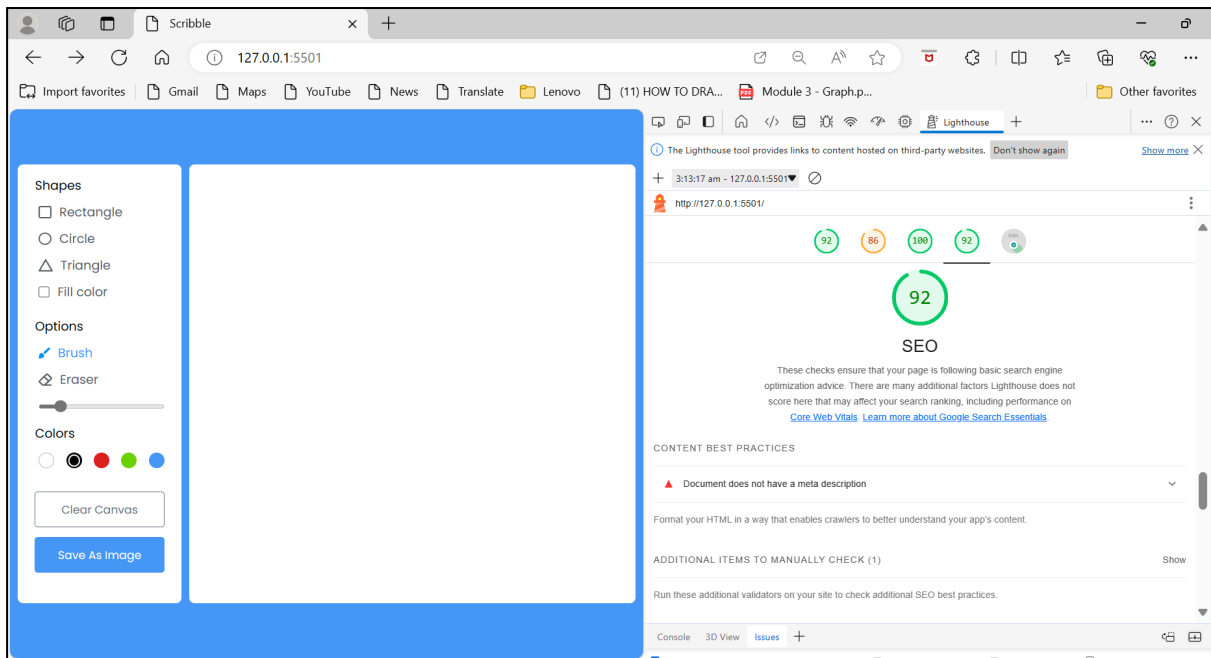 Scribble
127.0.0.1:5501
Import favorites Gmail Maps YouTube News Translate Lenovo (11) HOW TO DRA... Module 3 - Graph.p... Other favorites
Lighthouse
The Lighthouse tool provides links to content hosted on third-party websites. Don't show again Show more
3:13:17 am - 127.0.0.1:5501
http://127.0.0.1:5501/
92 86 100 92
92
SEO
These checks ensure that your page is following basic search engine
optimization advice. There are many additional factors Lighthouse does not
score here that may affect your search ranking, including performance on
Core Web Vitals. Learn more about Google Search Essentials.
CONTENT BEST PRACTICES
Document does not have a meta description
Format your HTML in a way that enables crawlers to better understand your app's content.
ADDITIONAL ITEMS TO MANUALLY CHECK (1) Show
Run these additional validators on your site to check additional SEO best practices.
Console 3D View Issues
Shapes
Rectangle
Circle
Triangle
Fill color
Options
Brush
Eraser
Colors
Clear Canvas
Save As Image